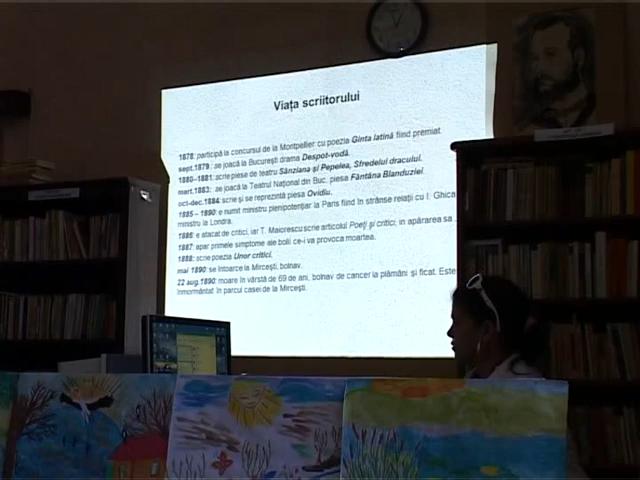 Viața scriitorului
1878: participă la concursul de la Montpellier cu poezia Ginta latină fiind premiat.
sept.1879.: se joacă la București drama Despot-vodă.
1880–1881: scrie piese de teatru Sânziana și Pepelea, Sfredelul dracului.
mart.1883: se joacă la Teatrul Național din Buc. piesa Fântâna Blanduziei.
oct-dec.1884: scrie și se reprezintă piesa Ovidiu.
1885 – 1890: e numit ministru plenipotențiar la Paris fiind în strânse relații cu I. Ghica
ministru la Londra.
1886: e atacat de critici, iar T. Maiorescu scrie articolul Poeți și critici, in apărarea sa.
1887: apar primele simptome ale bolii ce-i va provoca moartea.
1888: scrie poezia Unor critici.
mai 1890: se întoarce la Mircești, bolnav.
22 aug.1890: moare în vârstă de 69 de ani, bolnav de cancer la plămâni și ficat. Este
înmormântat în parcul casei de la Mircești.